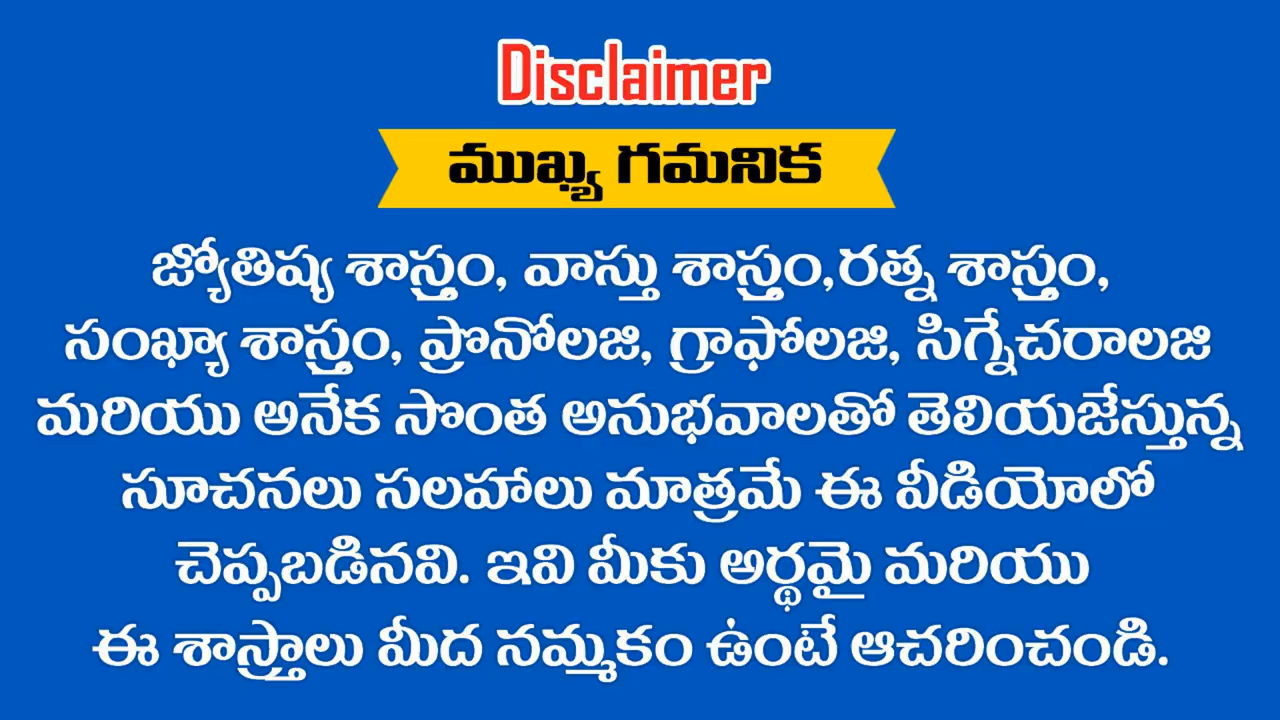 Disclaimer
ముఖ్య గమనిక
జ్యోతిష్య శాస్త్రం, వాస్తు శాస్త్రం,రత్న శాస్త్రం,
సంఖ్యా శాస్త్రం, ప్రొనోలజి, గ్రాఫోలజి, సిగ్నేచరాలజి
మరియు అనేక సొంత అనుభవాలతో తెలియజేస్తున్న
సూచనలు సలహాలు మాత్రమే ఈ వీడియోలో
చెప్పబడినవి. ఇవి మీకు అర్థమై మరియు
ఈ శాస్త్రాలు మీద నమ్మకం ఉంటే ఆచరించండి.